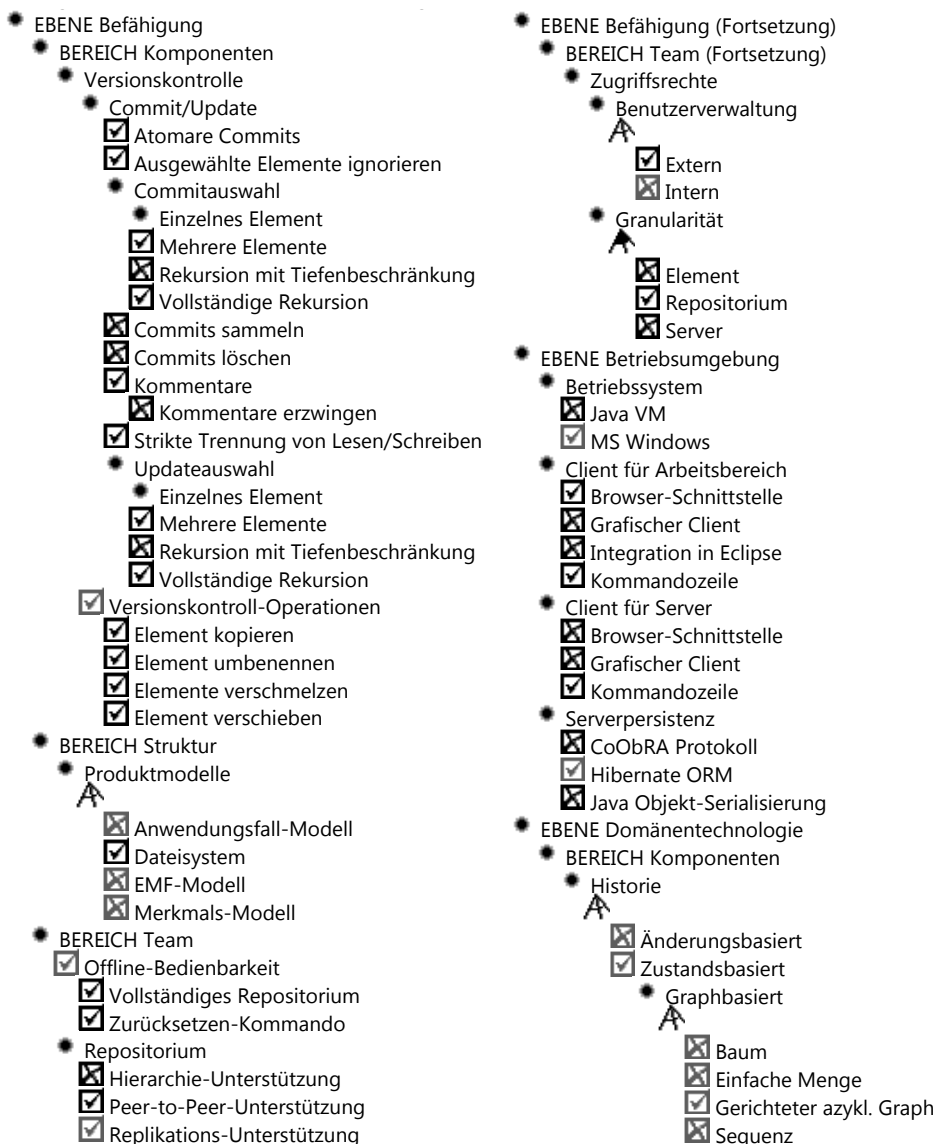 EBENE Befähigung
BEREICH Komponenten
Versionskontrolle
Commit/Update
Atomare Commits
Ausgewählte Elemente ignorieren
Commitauswahl
Einzelnes Element
Mehrere Elemente
Rekursion mit Tiefenbeschränkung
Vollständige Rekursion
Commits sammeln
Commits löschen
Kommentare
Kommentare erzwingen
Strikte Trennung von Lesen/Schreiben
Updateauswahl
Einzelnes Element
Mehrere Elemente
Rekursion mit Tiefenbeschränkung
Vollständige Rekursion
Versionskontroll-Operationen
Element kopieren
Element umbenennen
Elemente verschmelzen
Element verschieben
BEREICH Struktur
Produktmodelle
Anwendungsfall-Modell
Dateisystem
EMF-Modell
Merkmals-Modell
BEREICH Team
Offline-Bedienbarkeit
Vollständiges Repositorium
Zurücksetzen-Kommando
Repositorium
Hierarchie-Unterstützung
Peer-to-Peer-Unterstützung
Replikations-Unterstützung
EBENE Befähigung (Fortsetzung)
BEREICH Team (Fortsetzung)
Zugriffsrechte
Benutzerverwaltung
Extern
Intern
Granularität
Element
Repositorium
Server
EBENE Betriebsumgebung
Betriebssystem
Java VM
MS Windows
Client für Arbeitsbereich
Browser-Schnittstelle
Grafischer Client
Integration in Eclipse
Kommandozeile
Client für Server
Browser-Schnittstelle
Grafischer Client
Kommandozeile
Serverpersistenz
CoObRA Protokoll
Hibernate ORM
Java Objekt-Serialisierung
EBENE Domänentechnologie
BEREICH Komponenten
Historie
Änderungsbasiert
Zustandsbasiert
Graphbasiert
Baum
Einfache Menge
Gerichteter azykl. Graph
Sequenz